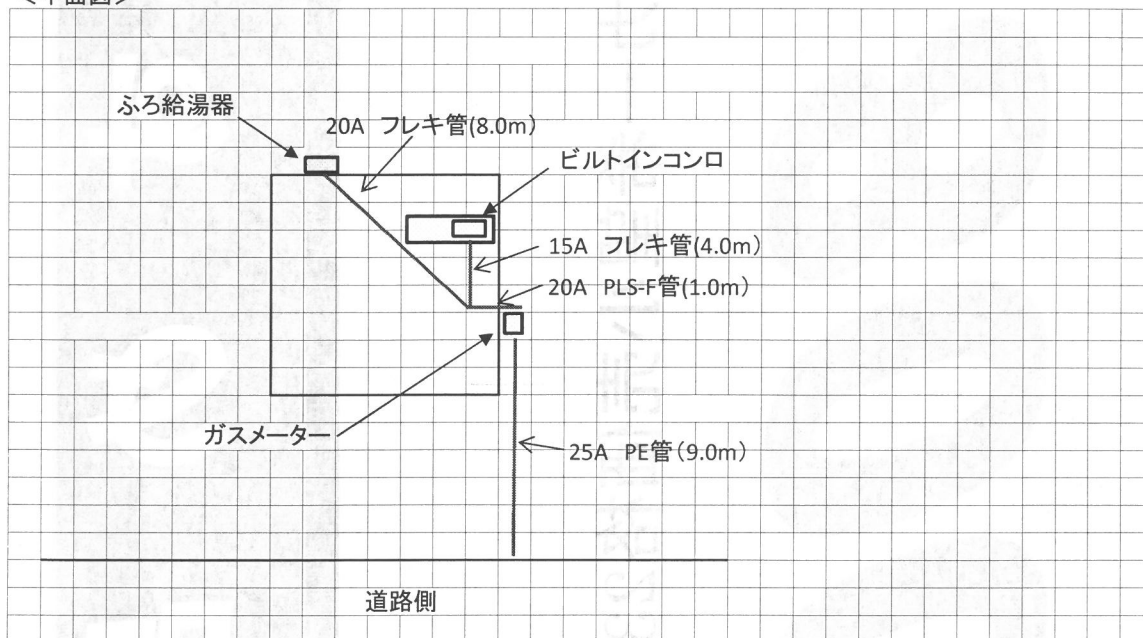 ふろ給湯器
20A フレキ管(8.0m)
ビルトインコンロ
15A フレキ管(4.0m)
20A PLS-F管(1.0m)
ガスメーター
25A PE管(9.0m)
道路側